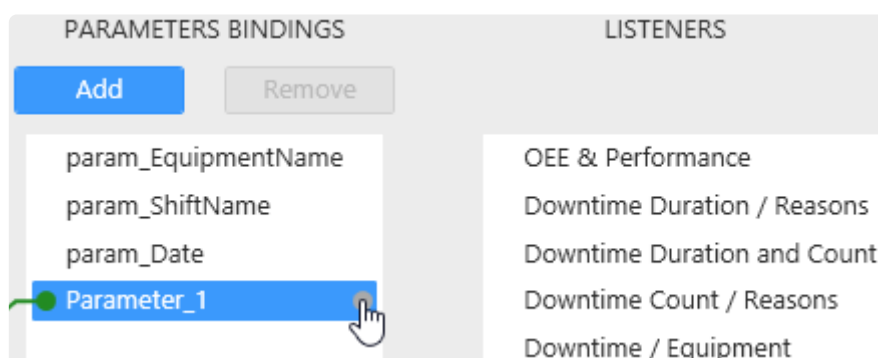 PARAMETERS BINDINGS
LISTENERS
Add
Remove
param_EquipmentName
param_ShiftName
param_Date
Parameter_1
OEE & Performance
Downtime Duration / Reasons
Downtime Duration and Count
Downtime Count / Reasons
Downtime / Equipment